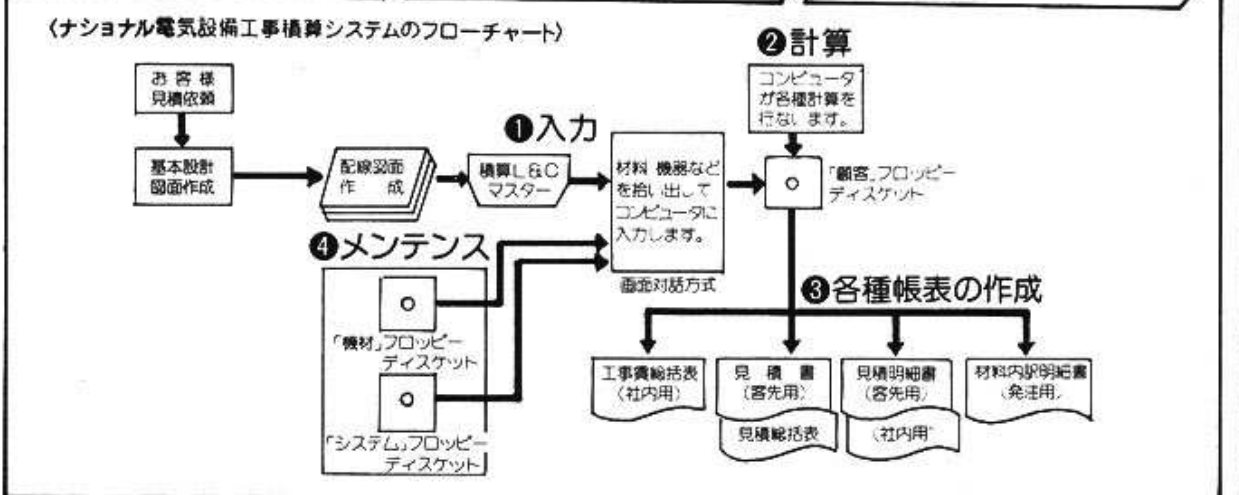 〈ナショナル電気設備工事積算システムのフローチャート〉
お客様
見積依頼
基本設計
図面作成
配線図面
作成
❶入力
積算L&C
マスター
材料 機器など
を拾い出して
コンピュータに
入力します。
画面対話方式
❷計算
コンピュータ
が各種計算を
行ないます。
「顧客」フロッピー
ディスケット
❹メンテンス
「機材」フロッピー
ディスケット
「システム」フロッピー
ディスケット
❸各種帳表の作成
工事費総括表
(社内用)
見積書
(客先用)
見積総括表
見積明細書
(客先用)
(社内用)
材料内訳明細書
(発注用)